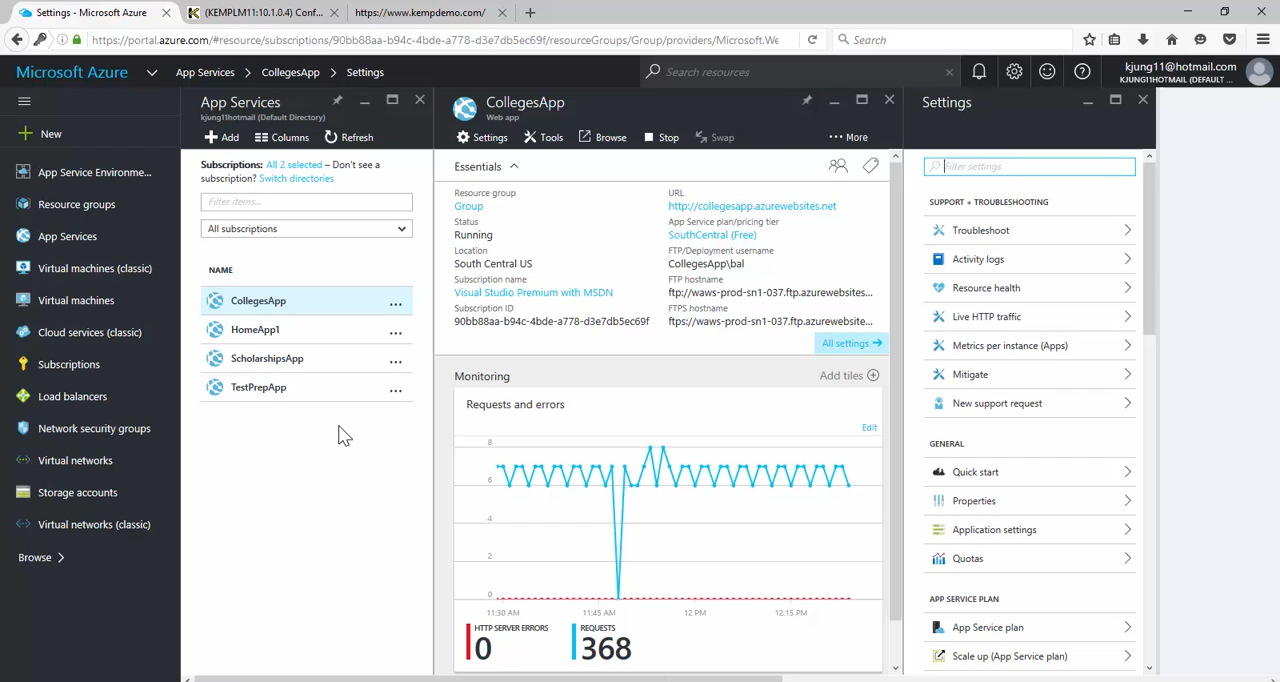 Settings - Microsoft Azure
(KEMPLM11:10.1.0.4) Conf...
https://www.kempdemo.com/
https://portal.azure.com/#resource/subscriptions/90bb88aa-b94c-4bde-a778-d3e7db5ec69f/resourceGroups/Group/providers/Microsoft.We
Search
Microsoft Azure
App Services > CollegesApp > Settings
Search resources
kjung11@hotmail.com
KJUNG11HOTMAIL (DEFAULT ...
New
App Service Environme...
Resource groups
App Services
Virtual machines (classic)
Virtual machines
Cloud services (classic)
Subscriptions
Load balancers
Network security groups
Virtual networks
Storage accounts
Virtual networks (classic)
Browse >
App Services
kjung11hotmail (Default Directory)
Add Columns Refresh
Subscriptions: All 2 selected – Don't see a
subscription? Switch directories
Filter items...
All subscriptions
NAME
CollegesApp ...
HomeApp1 ...
ScholarshipsApp ...
TestPrepApp ...
CollegesApp
Web app
Settings Tools Browse Stop Swap ... More
Essentials
Resource group
Group
Status
Running
Location
South Central US
Subscription name
Visual Studio Premium with MSDN
Subscription ID
90bb88aa-b94c-4bde-a778-d3e7db5ec69f
URL
http://collegesapp.azurewebsites.net
App Service plan/pricing tier
SouthCentral (Free)
FTP/Deployment username
CollegesApp\bal
FTP hostname
ftp://waws-prod-sn1-037.ftp.azurewebsites...
FTPS hostname
ftps://waws-prod-sn1-037.ftp.azurewebsite...
All settings →
Monitoring
Add tiles
Requests and errors
Edit
8
6
4
2
0
11:30 AM 11:45 AM 12 PM 12:15 PM
HTTP SERVER ERRORS
0
REQUESTS
368
Settings
Filter settings
SUPPORT + TROUBLESHOOTING
Troubleshoot
Activity logs
Resource health
Live HTTP traffic
Metrics per instance (Apps)
Mitigate
New support request
GENERAL
Quick start
Properties
Application settings
Quotas
APP SERVICE PLAN
App Service plan
Scale up (App Service plan)